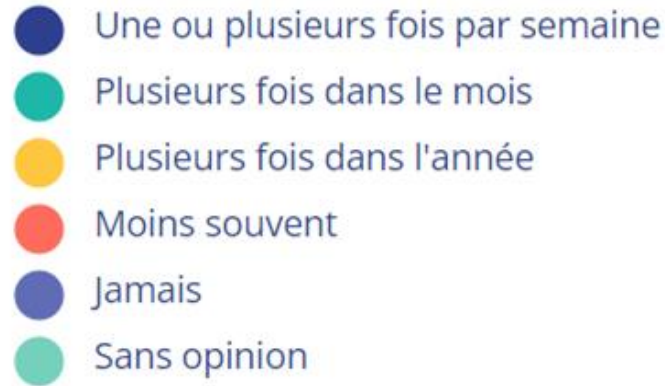 Une ou plusieurs fois par semaine
Plusieurs fois dans le mois
Plusieurs fois dans l'année
Moins souvent
Jamais
Sans opinion